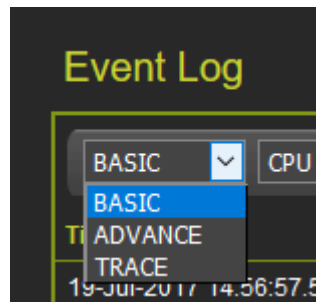 Event Log
BASIC CPU
BASIC
ADVANCE
TRACE
19-Jul-2017 14:56:57.5